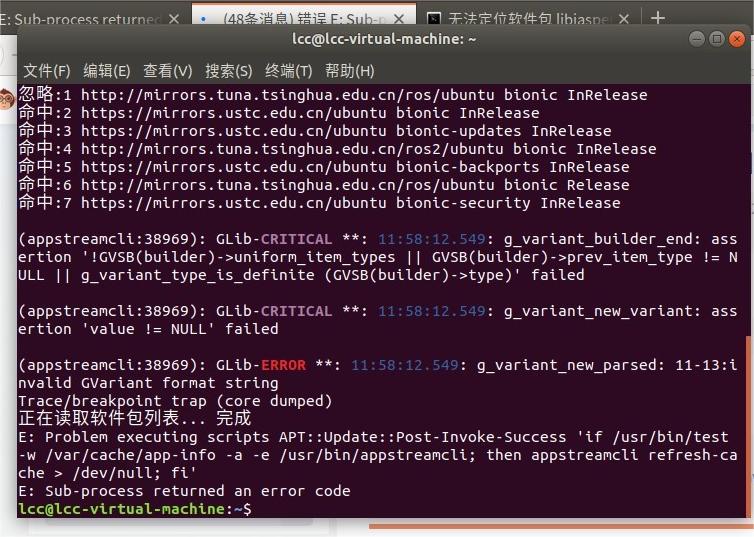 E: Sub-process returned
(48条消息) 错误 E: Sub-p
无法定位软件包 libjasper
lcc@lcc-virtual-machine: ~
文件(F) 编辑(E) 查看(V) 搜索(S) 终端(T) 帮助(H)
忽略:1 http://mirrors.tuna.tsinghua.edu.cn/ros/ubuntu bionic InRelease
命中:2 https://mirrors.ustc.edu.cn/ubuntu bionic InRelease
命中:3 https://mirrors.ustc.edu.cn/ubuntu bionic-updates InRelease
命中:4 http://mirrors.tuna.tsinghua.edu.cn/ros2/ubuntu bionic InRelease
命中:5 https://mirrors.ustc.edu.cn/ubuntu bionic-backports InRelease
命中:6 http://mirrors.tuna.tsinghua.edu.cn/ros/ubuntu bionic Release
命中:7 https://mirrors.ustc.edu.cn/ubuntu bionic-security InRelease
(appstreamcli:38969): GLib-CRITICAL **: 11:58:12.549: g_variant_builder_end: ass
ertion '!GVSB(builder)->uniform_item_types || GVSB(builder)->prev_item_type != N
ULL || g_variant_type_is_definite (GVSB(builder)->type)' failed
(appstreamcli:38969): GLib-CRITICAL **: 11:58:12.549: g_variant_new_variant: ass
ertion 'value != NULL' failed
(appstreamcli:38969): GLib-ERROR **: 11:58:12.549: g_variant_new_parsed: 11-13:i
nvalid GVariant format string
Trace/breakpoint trap (core dumped)
正在读取软件包列表... 完成
E: Problem executing scripts APT::Update::Post-Invoke-Success 'if /usr/bin/test
-w /var/cache/app-info -a -e /usr/bin/appstreamcli; then appstreamcli refresh-ca
che > /dev/null; fi'
E: Sub-process returned an error code
lcc@lcc-virtual-machine:~$